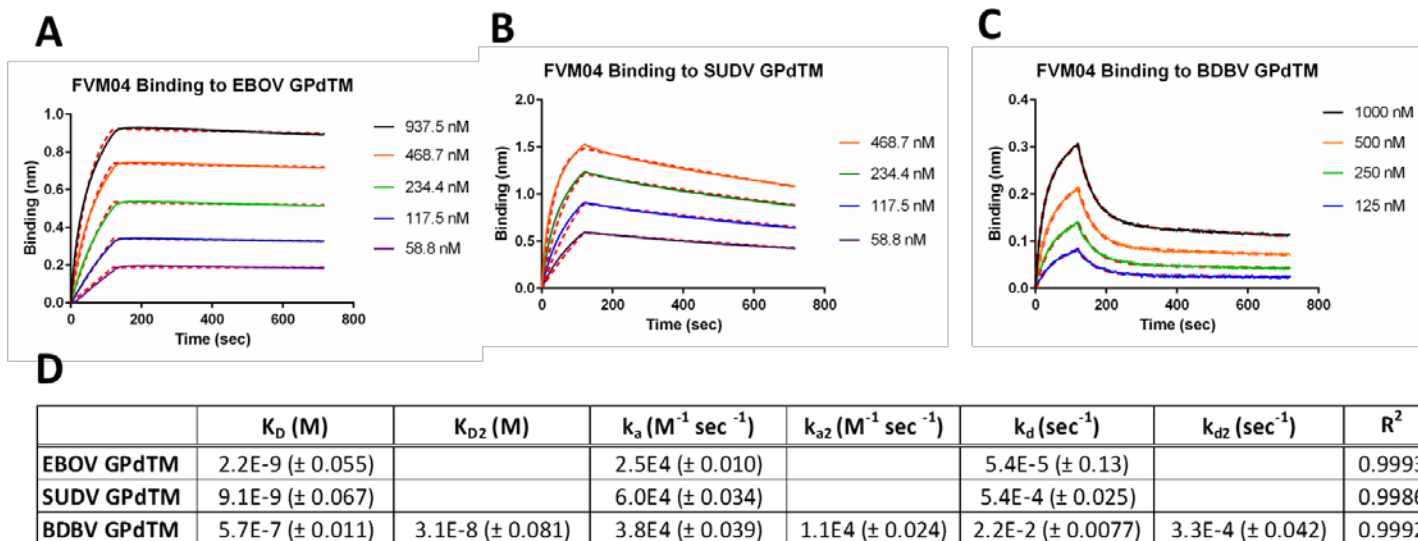 A
FVM04 Binding to EBOV GPdTM
1.0
0.8
0.6
0.4
0.2
0.0
Binding (nm)
0 200 400 600 800
Time (sec)
937.5 nM
468.7 nM
234.4 nM
117.5 nM
58.8 nM
B
FVM04 Binding to SUDV GPdTM
2.0
1.5
1.0
0.5
0.0
Binding (nm)
0 200 400 600 800
Time (sec)
468.7 nM
234.4 nM
117.5 nM
58.8 nM
C
FVM04 Binding to BDBV GPdTM
0.4
0.3
0.2
0.1
0.0
Binding (nm)
0 200 400 600 800
Time (sec)
1000 nM
500 nM
250 nM
125 nM
D
K_D (M) K_D2 (M) k_a (M⁻¹ sec ⁻¹) k_a2 (M⁻¹ sec ⁻¹) k_d (sec⁻¹) k_d2 (sec⁻¹) R²
EBOV GPdTM 2.2E-9 (± 0.055) 2.5E4 (± 0.010) 5.4E-5 (± 0.13) 0.9993
SUDV GPdTM 9.1E-9 (± 0.067) 6.0E4 (± 0.034) 5.4E-4 (± 0.025) 0.9986
BDBV GPdTM 5.7E-7 (± 0.011) 3.1E-8 (± 0.081) 3.8E4 (± 0.039) 1.1E4 (± 0.024) 2.2E-2 (± 0.0077) 3.3E-4 (± 0.042) 0.9992